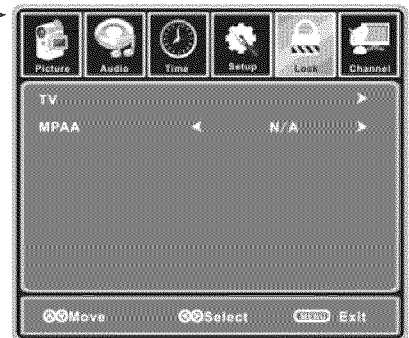 Picture Audio Time Setup Lock Channel
TV
MPAA N/A
Move Select MENU Exit